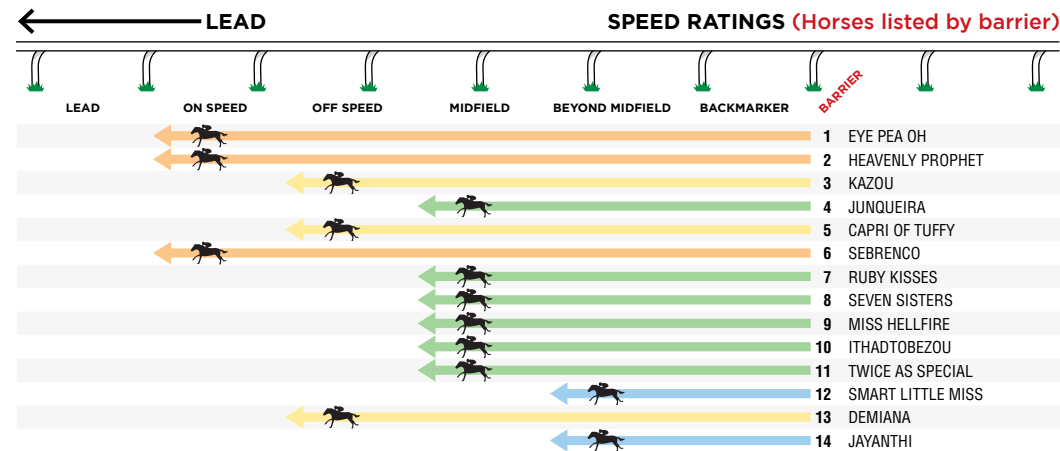 LEAD SPEED RATINGS (Horses listed by barrier)
LEAD ON SPEED OFF SPEED MIDFIELD BEYOND MIDFIELD BACKMARKER BARRIER
1 EYE PEA OH
2 HEAVENLY PROPHET
3 KAZOU
4 JUNQUEIRA
5 CAPRI OF TUFFY
6 SEBRENCO
7 RUBY KISSES
8 SEVEN SISTERS
9 MISS HELLFIRE
10 ITHADTOBEZOU
11 TWICE AS SPECIAL
12 SMART LITTLE MISS
13 DEMIANA
14 JAYANTHI